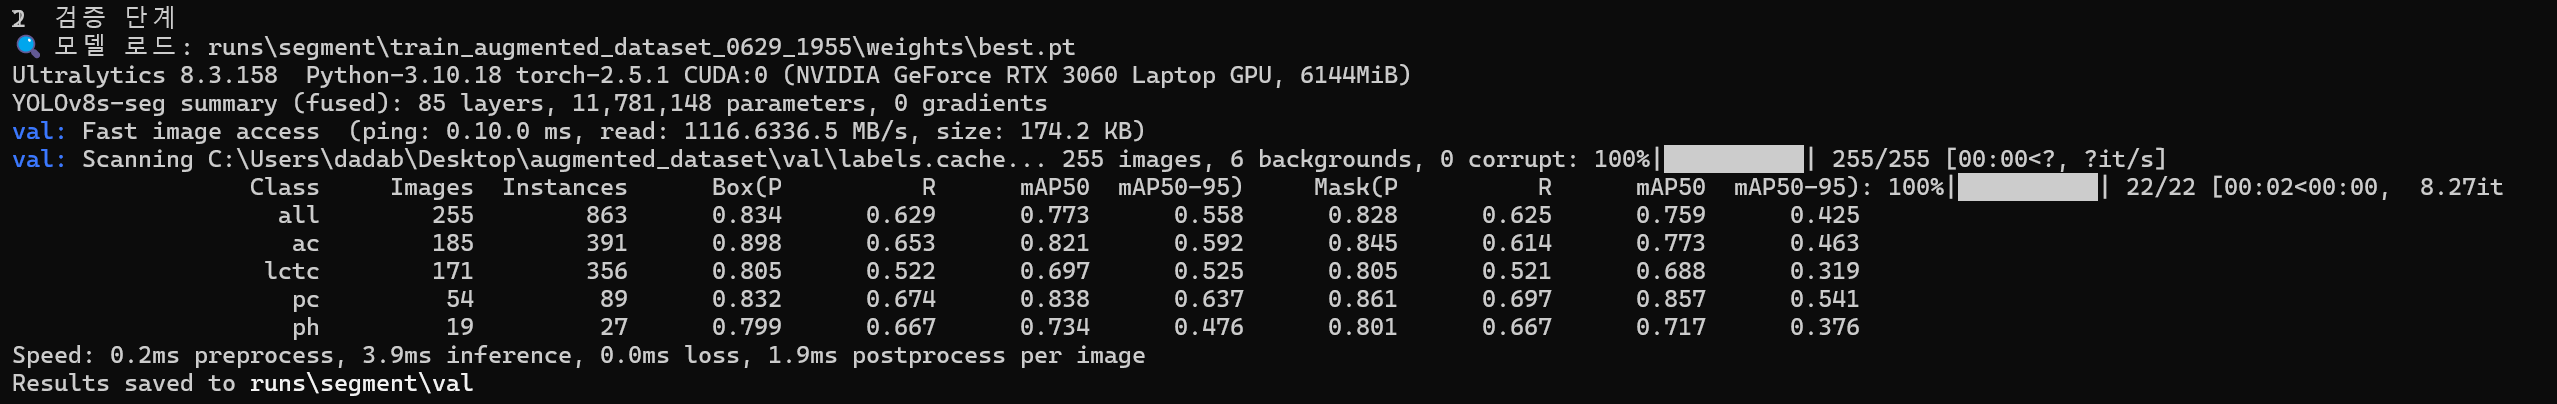 2 검증 단계
🔍 모델 로드: runs\segment\train_augmented_dataset_0629_1955\weights\best.pt
Ultralytics 8.3.158  Python-3.10.18 torch-2.5.1 CUDA:0 (NVIDIA GeForce RTX 3060 Laptop GPU, 6144MiB)
YOLOv8s-seg summary (fused): 85 layers, 11,781,148 parameters, 0 gradients
val: Fast image access  (ping: 0.10.0 ms, read: 1116.6336.5 MB/s, size: 174.2 KB)
val: Scanning C:\Users\dadab\Desktop\augmented_dataset\val\labels.cache... 255 images, 6 backgrounds, 0 corrupt: 100%|██████████| 255/255 [00:00<?, ?it/s]
Class Images Instances Box(P R mAP50 mAP50-95) Mask(P R mAP50 mAP50-95): 100%|██████████| 22/22 [00:02<00:00, 8.27it
all 255 863 0.834 0.629 0.773 0.558 0.828 0.625 0.759 0.425
ac 185 391 0.898 0.653 0.821 0.592 0.845 0.614 0.773 0.463
lctc 171 356 0.805 0.522 0.697 0.525 0.805 0.521 0.688 0.319
pc 54 89 0.832 0.674 0.838 0.637 0.861 0.697 0.857 0.541
ph 19 27 0.799 0.667 0.734 0.476 0.801 0.667 0.717 0.376
Speed: 0.2ms preprocess, 3.9ms inference, 0.0ms loss, 1.9ms postprocess per image
Results saved to runs\segment\val